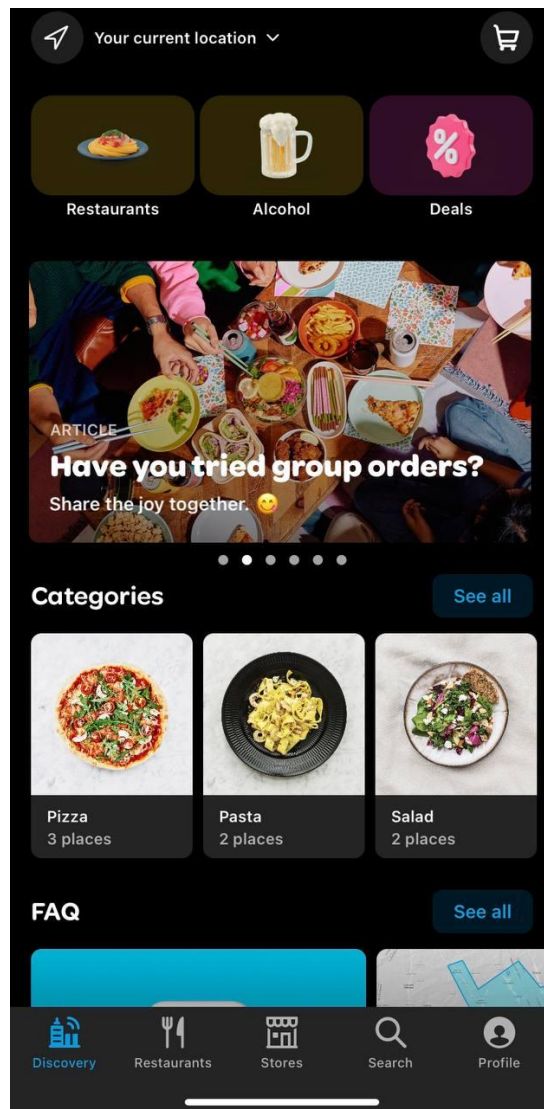 Your current location
Restaurants
Alcohol
Deals
%
ARTICLE
Have you tried group orders?
Share the joy together. 😋
Categories
See all
Pizza
3 places
Pasta
2 places
Salad
2 places
FAQ
See all
Discovery
Restaurants
Stores
Search
Profile